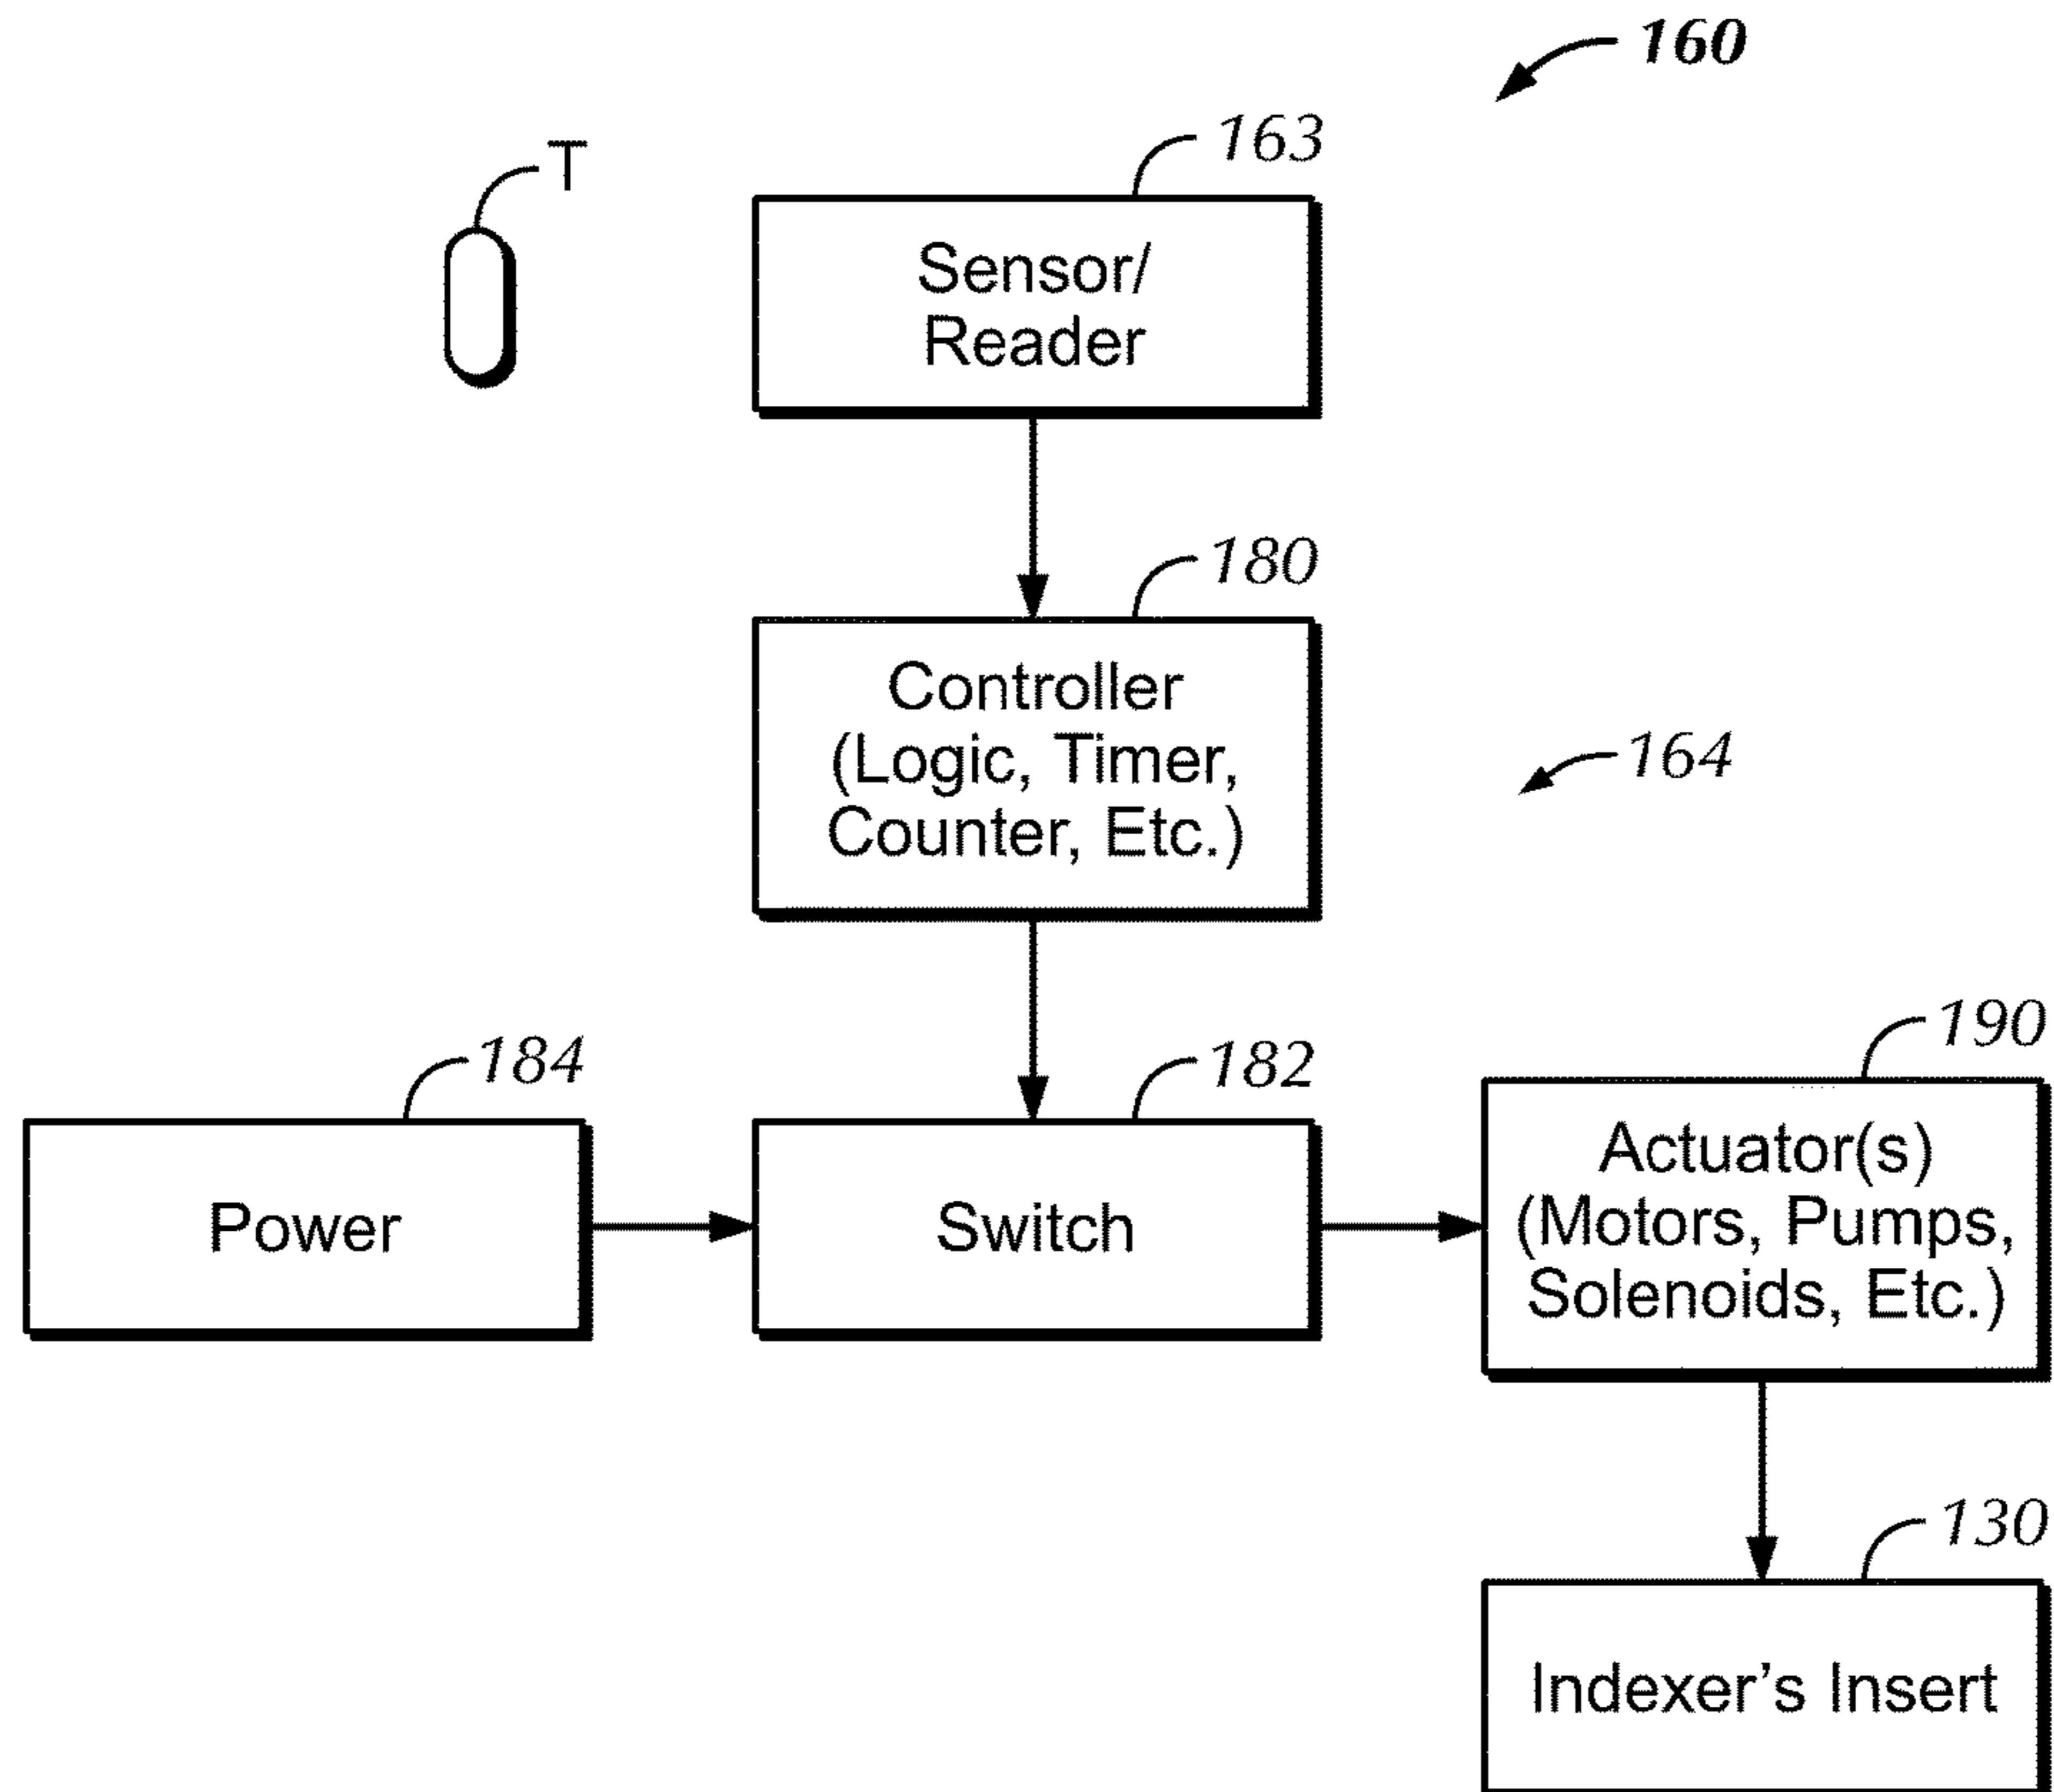 160
163
T
Sensor/
Reader
180
Controller
(Logic, Timer,
Counter, Etc.)
164
184
182
190
Power
Switch
Actuator(s)
(Motors, Pumps,
Solenoids, Etc.)
130
Indexer’s Insert